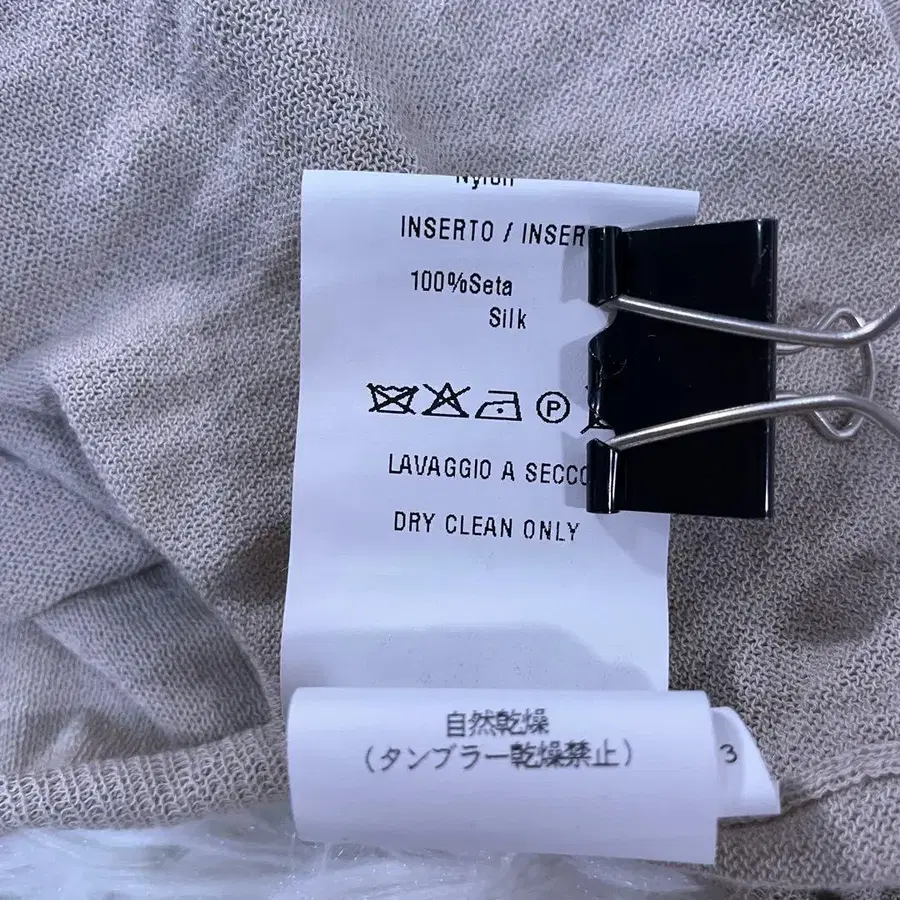 Nylon
INSERTO / INSER
100%Seta
Silk
P
LAVAGGIO A SECCO
DRY CLEAN ONLY
自然乾燥
(タンブラー乾燥禁止)
3